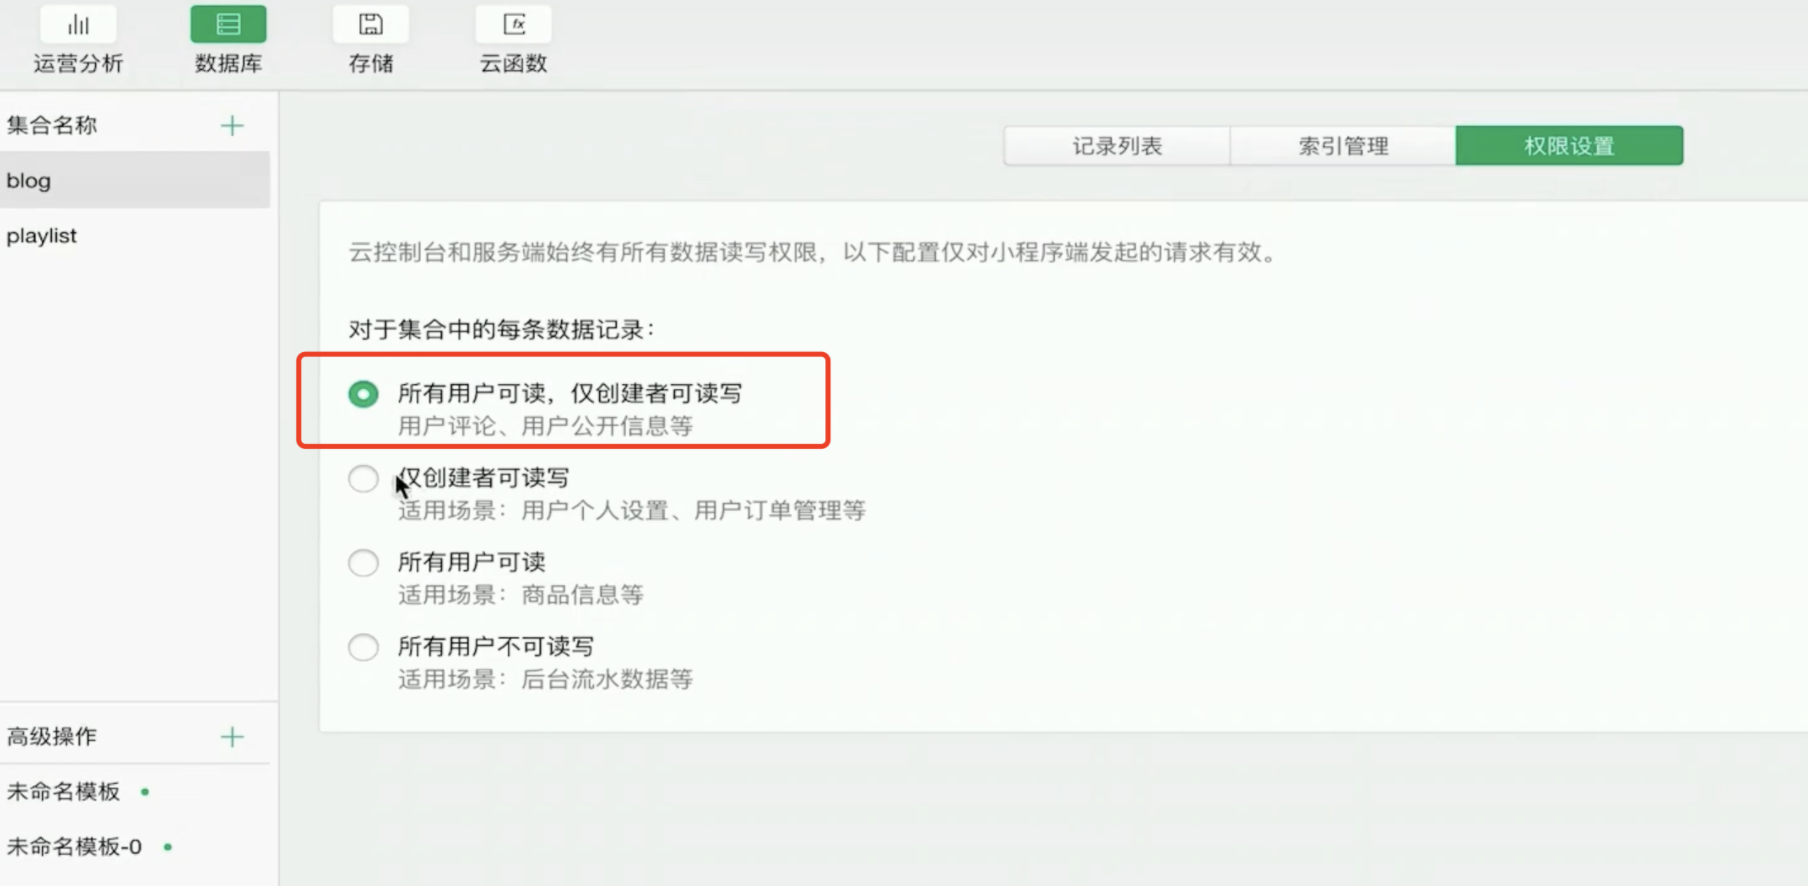 运营分析 数据库 存储 云函数
集合名称
blog
playlist
记录列表 索引管理 权限设置
云控制台和服务端始终有所有数据读写权限，以下配置仅对小程序端发起的请求有效。
对于集合中的每条数据记录：
所有用户可读，仅创建者可读写
用户评论、用户公开信息等
仅创建者可读写
适用场景：用户个人设置、用户订单管理等
所有用户可读
适用场景：商品信息等
所有用户不可读写
适用场景：后台流水数据等
高级操作
未命名模板
未命名模板-0